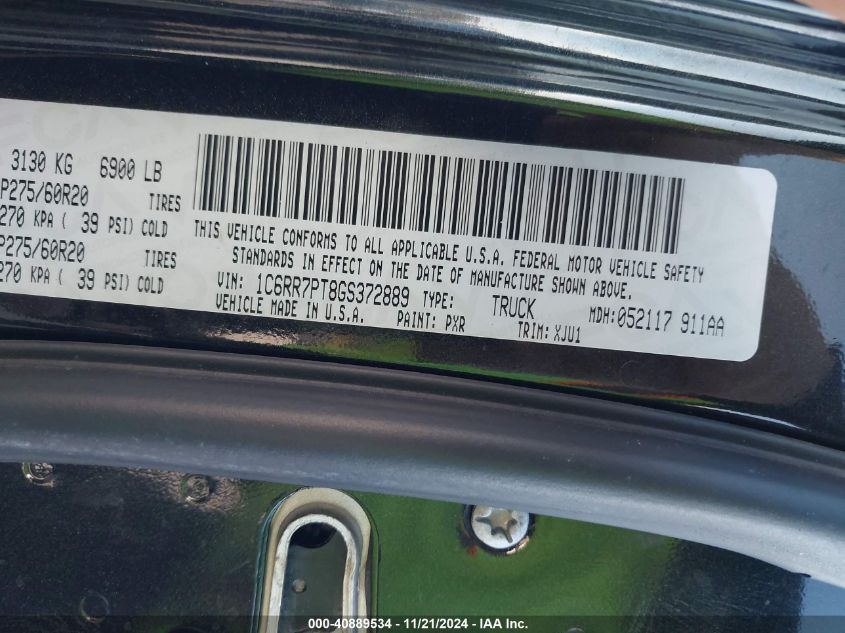 3130 KG 6900 LB
P275/60R20 TIRES
270 KPA ( 39 PSI) COLD
P275/60R20 TIRES
270 KPA ( 39 PSI) COLD
THIS VEHICLE CONFORMS TO ALL APPLICABLE U.S.A. FEDERAL MOTOR VEHICLE SAFETY
STANDARDS IN EFFECT ON THE DATE OF MANUFACTURE SHOWN ABOVE.
VIN: 1C6RR7PT8GS372889 TYPE: TRUCK MDH:052117 911AA
VEHICLE MADE IN U.S.A. PAINT: PXR TRIM: XJU1
000-40889534 - 11/21/2024 - IAA Inc.